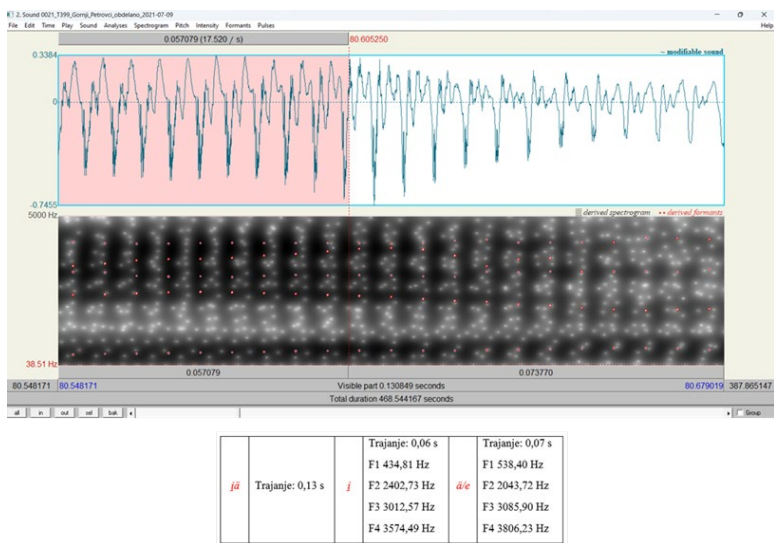 2. Sound 0021_T399_Gornji_Petrovci_obdelano_2021-07-09
File Edit Time Play Sound Analyses Spectrogram Pitch Intensity Formants Pulses Help
0.057079 (17.520 / s) 80.605250
~ modifiable sound
0.3384
0
-0.7455
5000 Hz
derived spectrogram derived formants
38.51 Hz
0.057079 0.073770
80.548171 80.548171 Visible part 0.130849 seconds 80.679019 387.865147
Total duration 468.544167 seconds
all in out sel bak Group
Trajanje: 0,06 s Trajanje: 0,07 s
F1 434,81 Hz F1 538,40 Hz
i̯ä Trajanje: 0,13 s i̯ F2 2402,73 Hz ä/e F2 2043,72 Hz
F3 3012,57 Hz F3 3085,90 Hz
F4 3574,49 Hz F4 3806,23 Hz